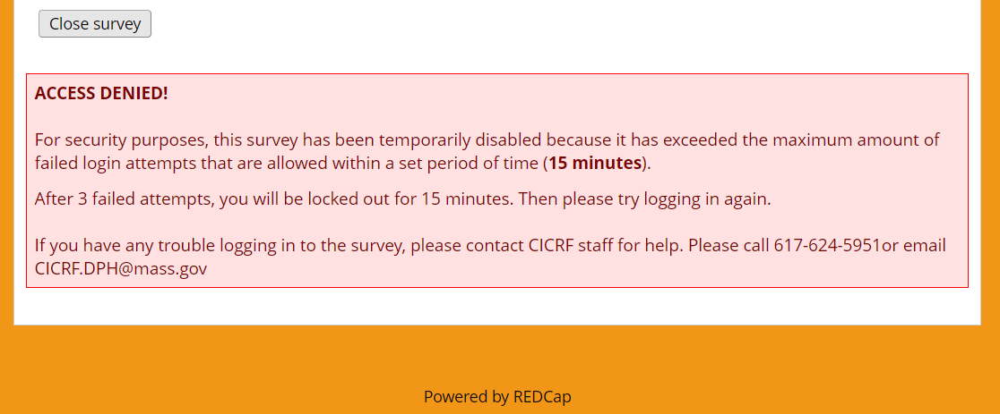 Close survey
ACCESS DENIED!
For security purposes, this survey has been temporarily disabled because it has exceeded the maximum amount of
failed login attempts that are allowed within a set period of time (15 minutes).
After 3 failed attempts, you will be locked out for 15 minutes. Then please try logging in again.
If you have any trouble logging in to the survey, please contact CICRF staff for help. Please call 617-624-5951or email
CICRF.DPH@mass.gov
Powered by REDCap